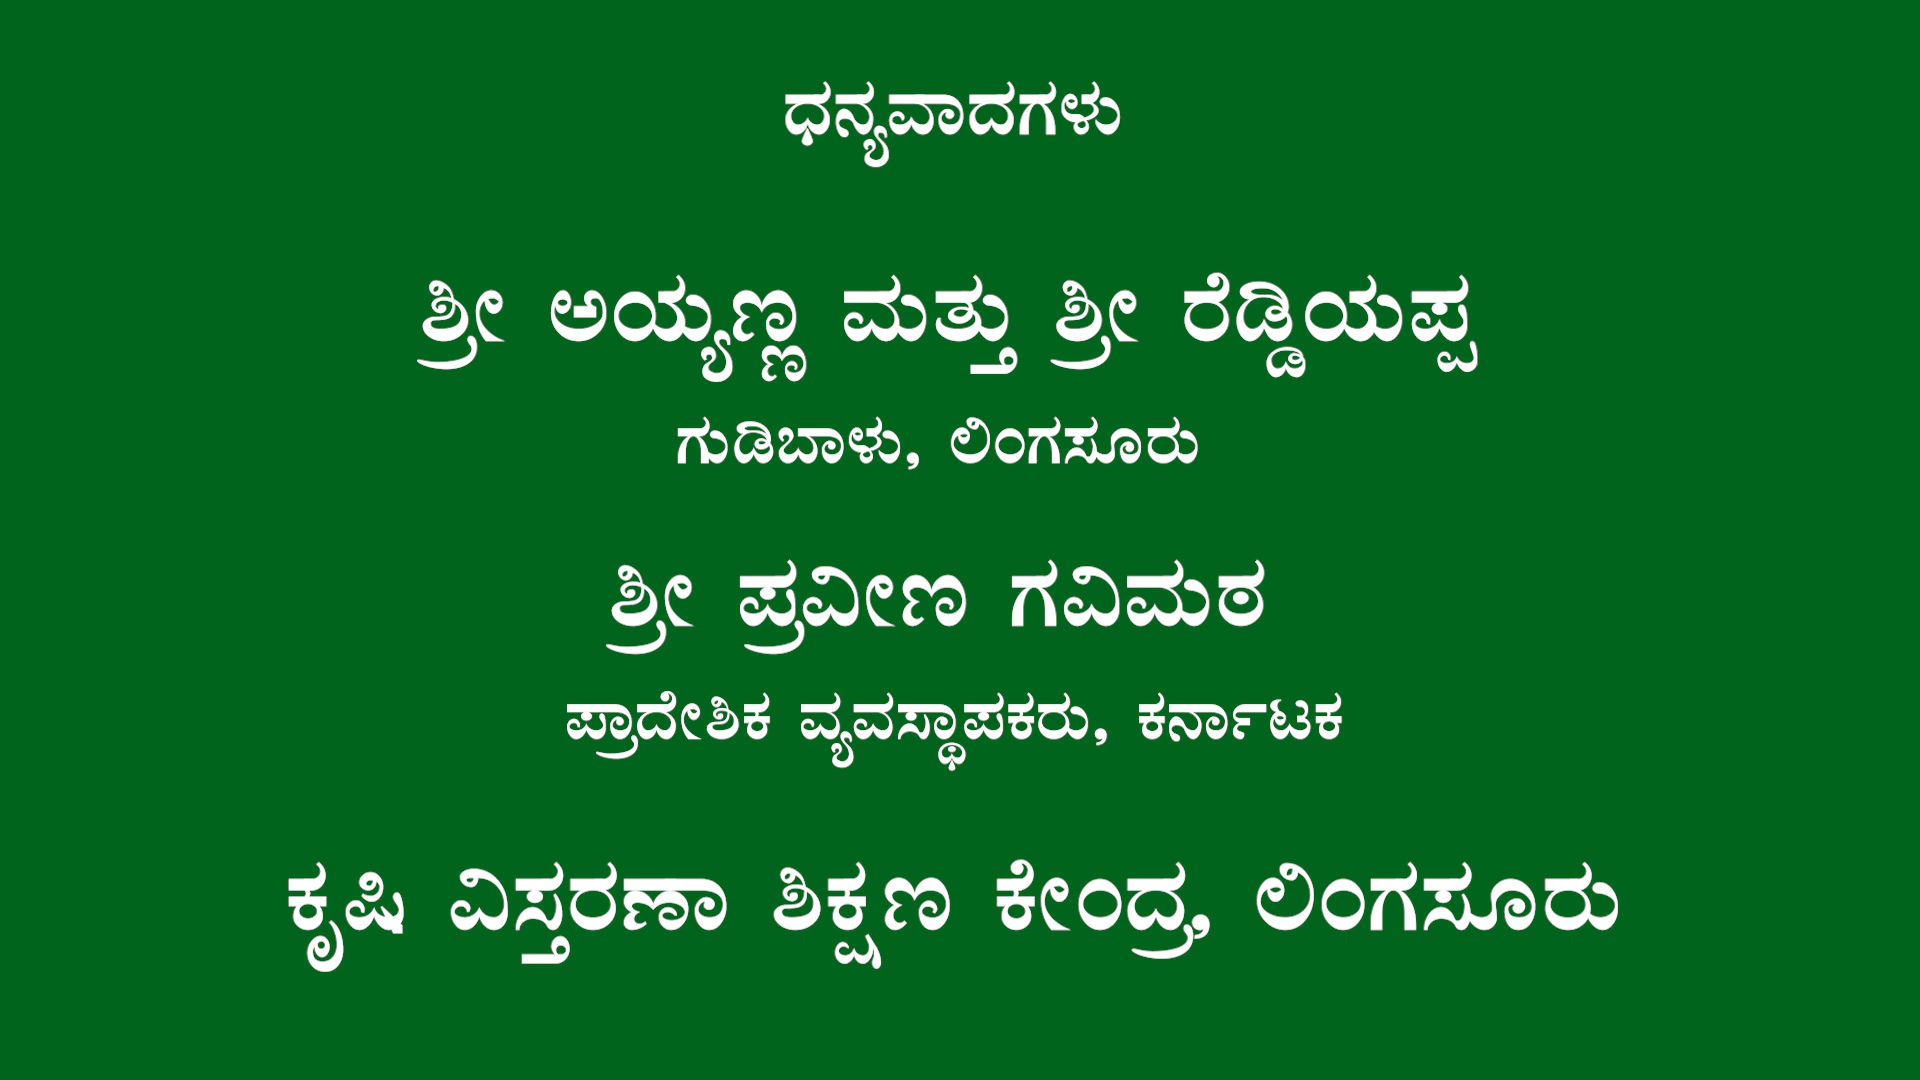 ಧನ್ಯವಾದಗಳು
ಶ್ರೀ ಅಯ್ಯಣ್ಣ ಮತ್ತು ಶ್ರೀ ರೆಡ್ಡಿಯಪ್ಪ
ಗುಡಿಬಾಳು, ಲಿಂಗಸೂರು
ಶ್ರೀ ಪ್ರವೀಣ ಗವಿಮಠ
ಪ್ರಾದೇಶಿಕ ವ್ಯವಸ್ಥಾಪಕರು, ಕರ್ನಾಟಕ
ಕೃಷಿ ವಿಸ್ತರಣಾ ಶಿಕ್ಷಣ ಕೇಂದ್ರ, ಲಿಂಗಸೂರು